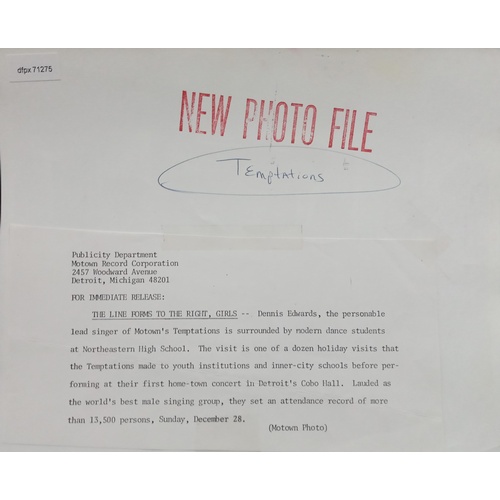 dfpx 71275
NEW PHOTO FILE
Temptations
Publicity Department
Motown Record Corporation
2457 Woodward Avenue
Detroit, Michigan 48201
FOR IMMEDIATE RELEASE:
THE LINE FORMS TO THE RIGHT, GIRLS -- Dennis Edwards, the personable
lead singer of Motown's Temptations is surrounded by modern dance students
at Northeastern High School. The visit is one of a dozen holiday visits that
the Temptations made to youth institutions and inner-city schools before per-
forming at their first home-town concert in Detroit's Cobo Hall. Lauded as
the world's best male singing group, they set an attendance record of more
than 13,500 persons, Sunday, December 28.
(Motown Photo)